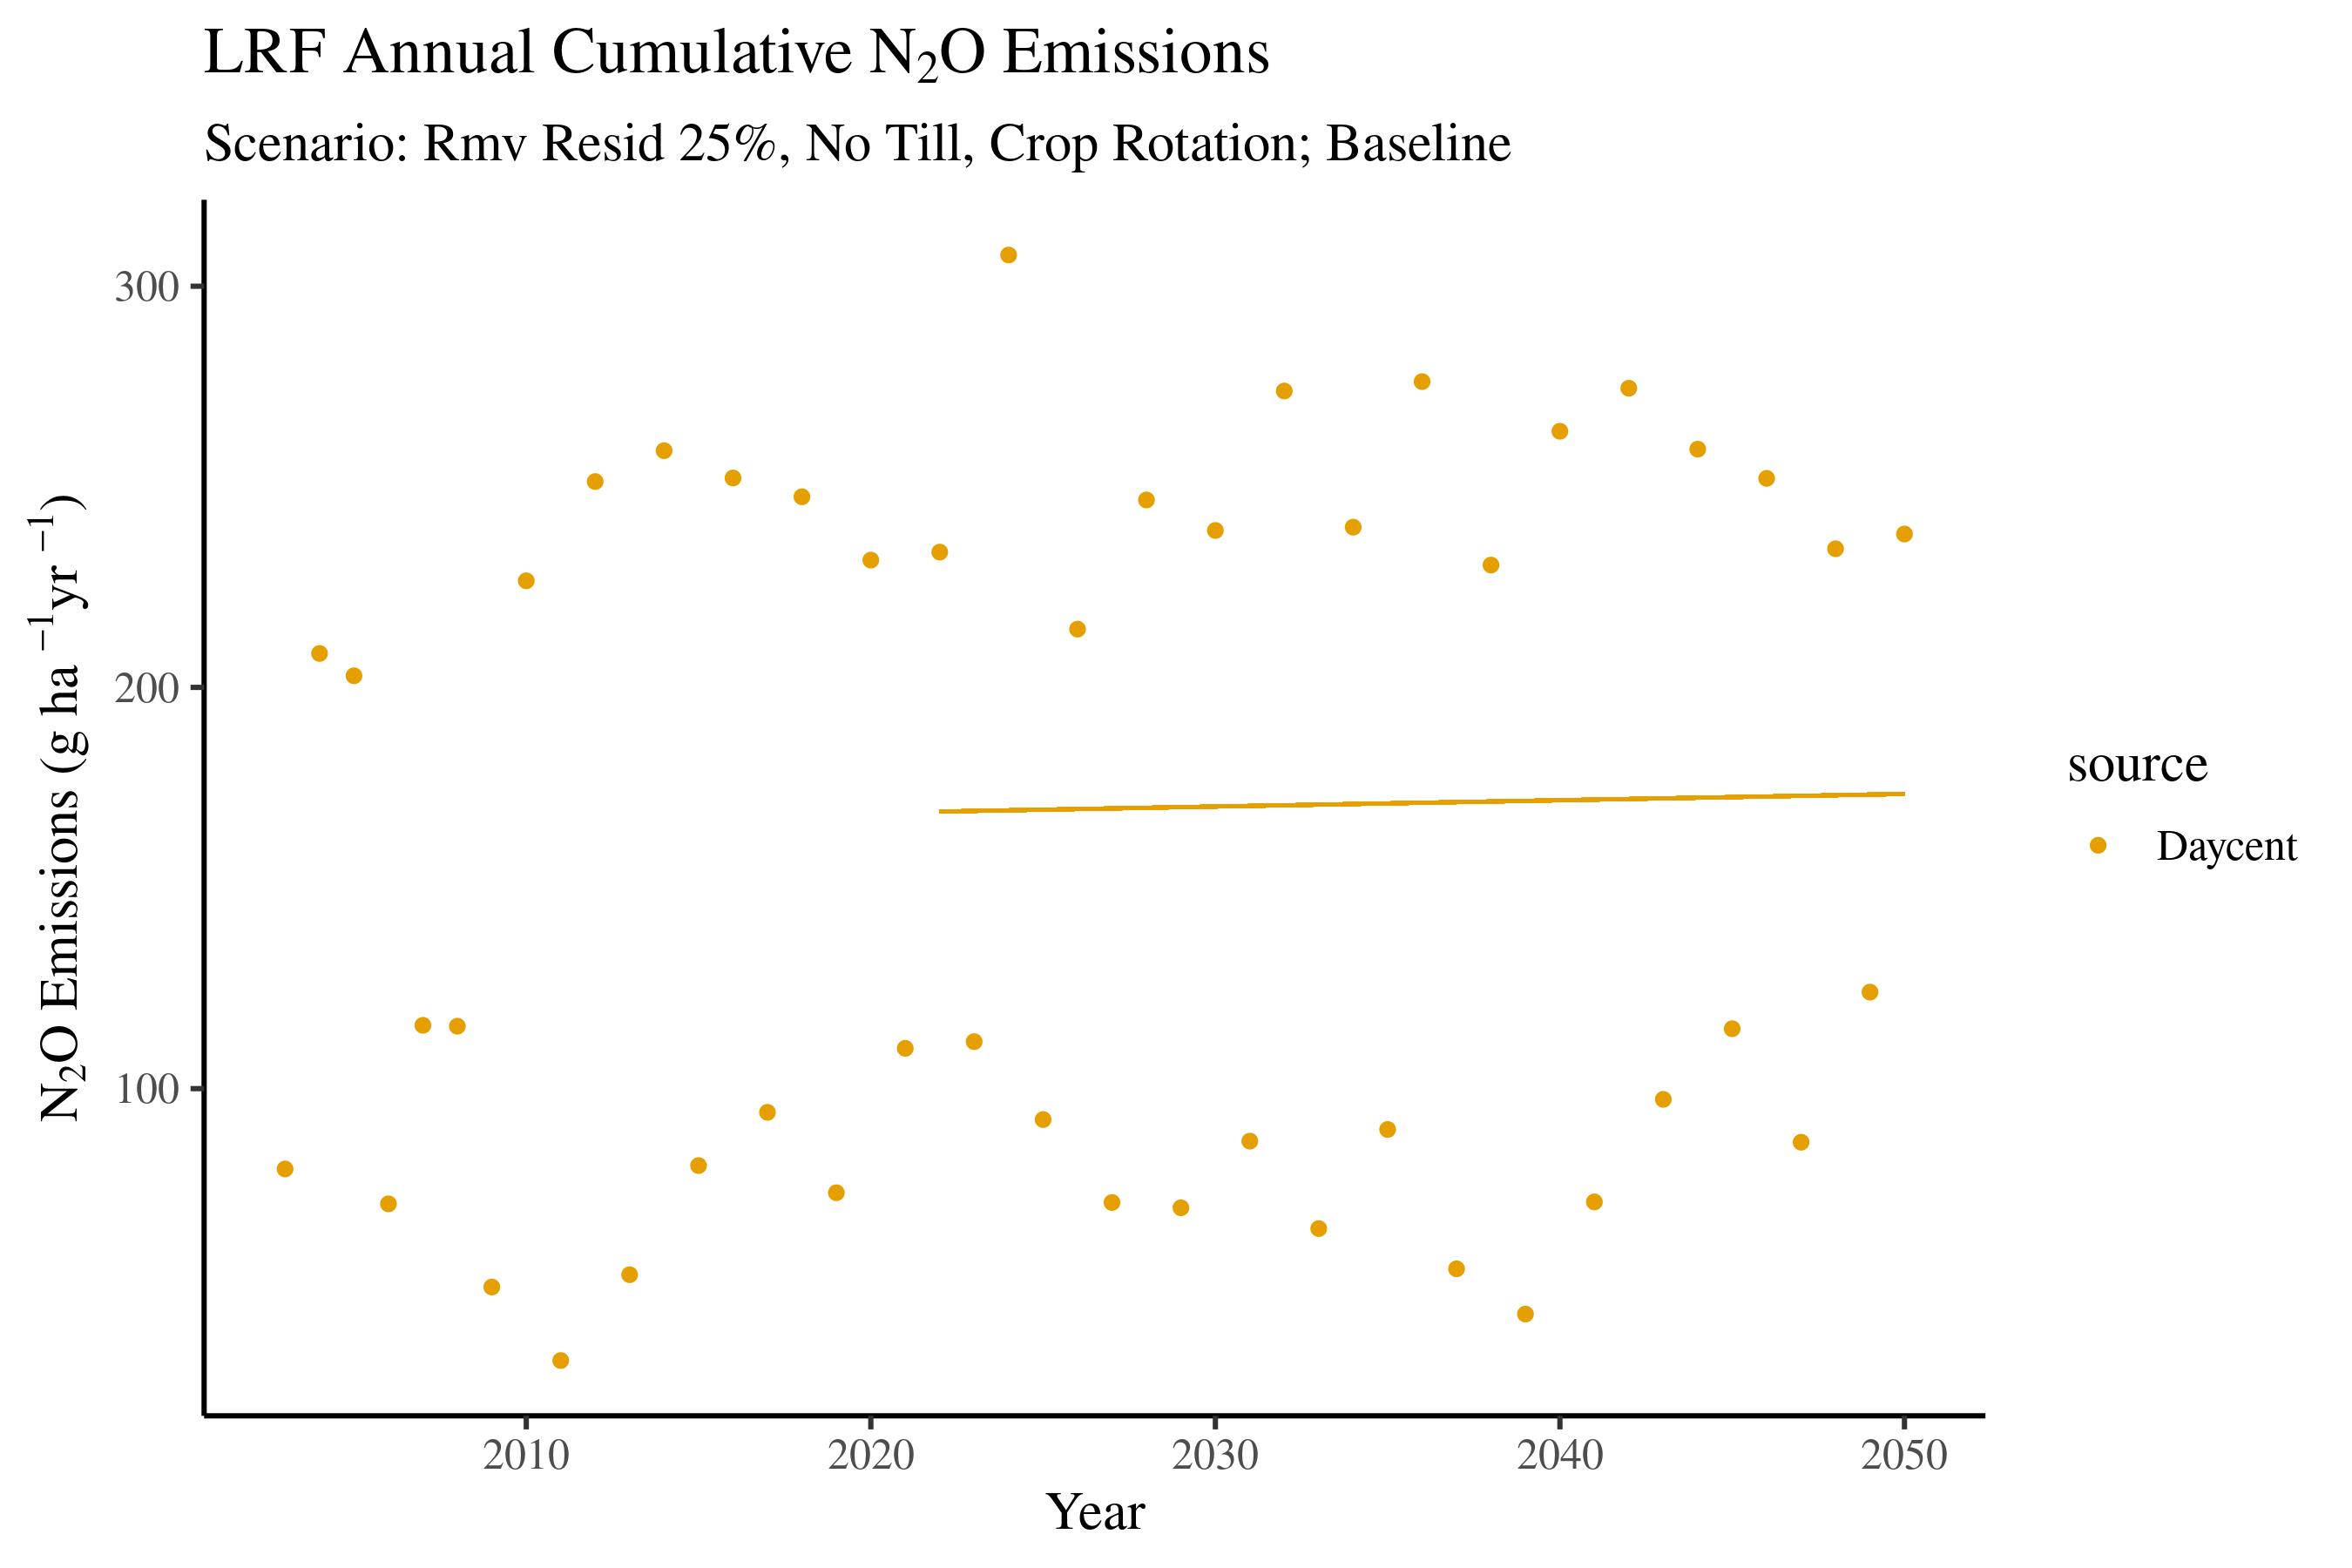 LRF Annual Cumulative N₂O Emissions
Scenario: Rmv Resid 25%, No Till, Crop Rotation; Baseline
N₂O Emissions (g ha⁻¹yr⁻¹)
300
200
100
2010 2020 2030 2040 2050
Year
source
Daycent